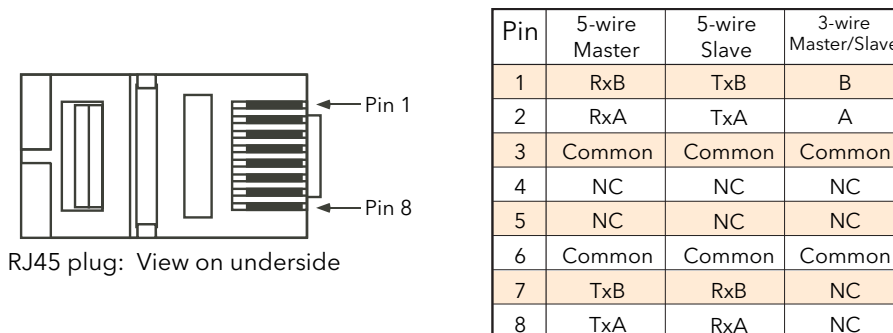 Pin 1
Pin 8
RJ45 plug: View on underside
Pin 5-wire Master 5-wire Slave 3-wire Master/Slave
1 RxB TxB B
2 RxA TxA A
3 Common Common Common
4 NC NC NC
5 NC NC NC
6 Common Common Common
7 TxB RxB NC
8 TxA RxA NC